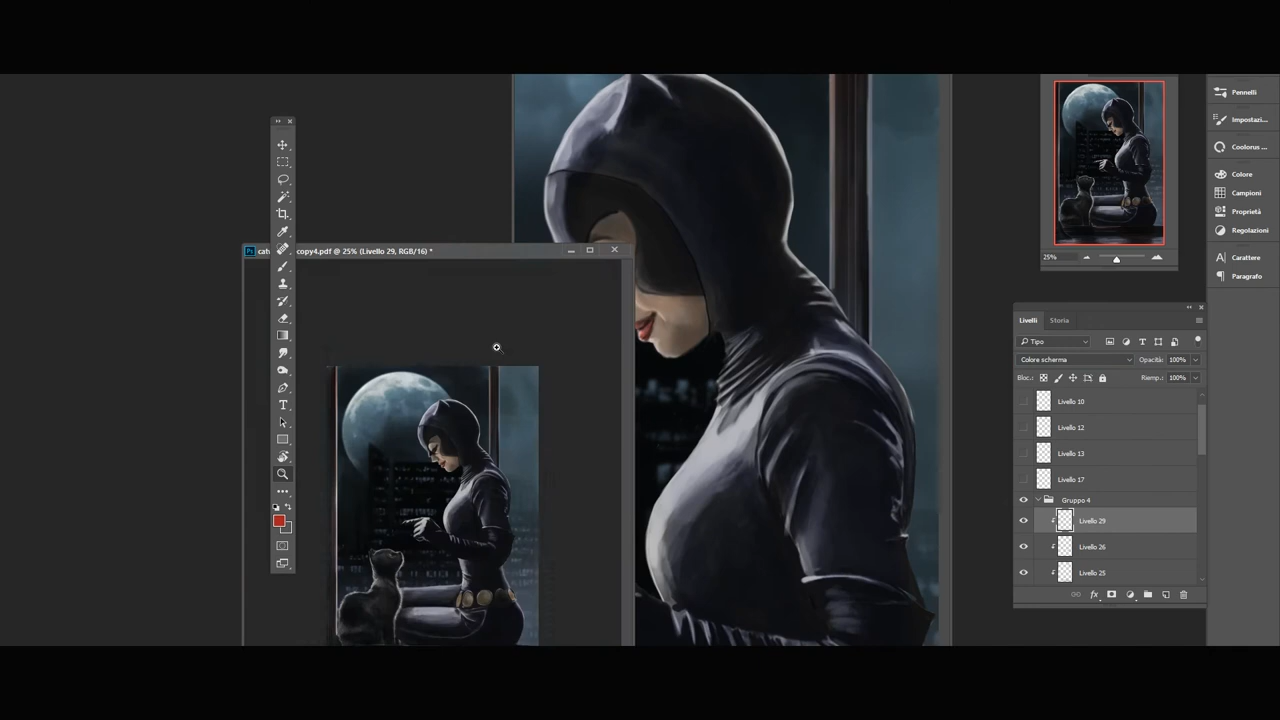 Pennelli
Impostazi...
Coolorus ...
Colore
Campioni
Proprietà
Regolazioni
Carattere
Paragrafo
25%
copy4.pdf @ 25% (Livello 29, RGB/16) *
Livelli
Storia
Tipo
Colore scherma
Opacità: 100%
Bloc.:
Riemp.: 100%
Livello 10
Livello 12
Livello 13
Livello 17
Gruppo 4
Livello 29
Livello 26
Livello 25